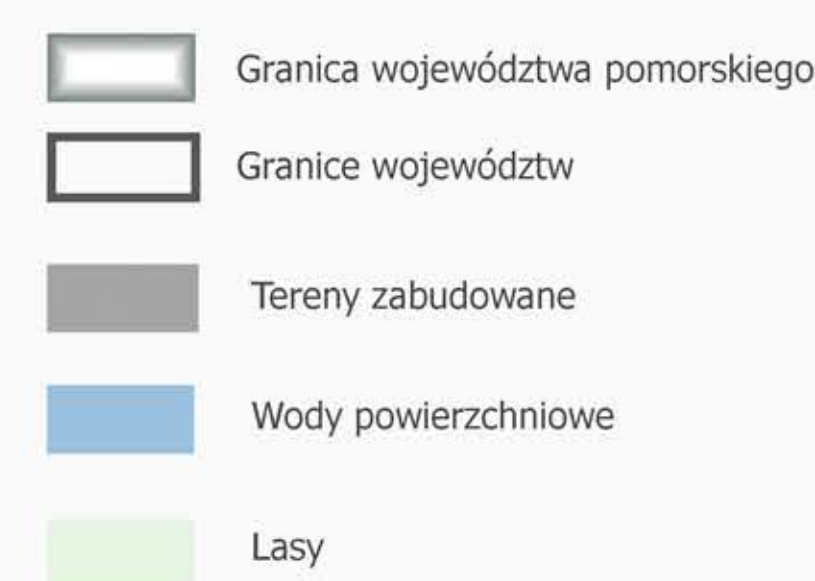 Granica województwa pomorskiego
Granice województw
Tereny zabudowane
Wody powierzchniowe
Lasy